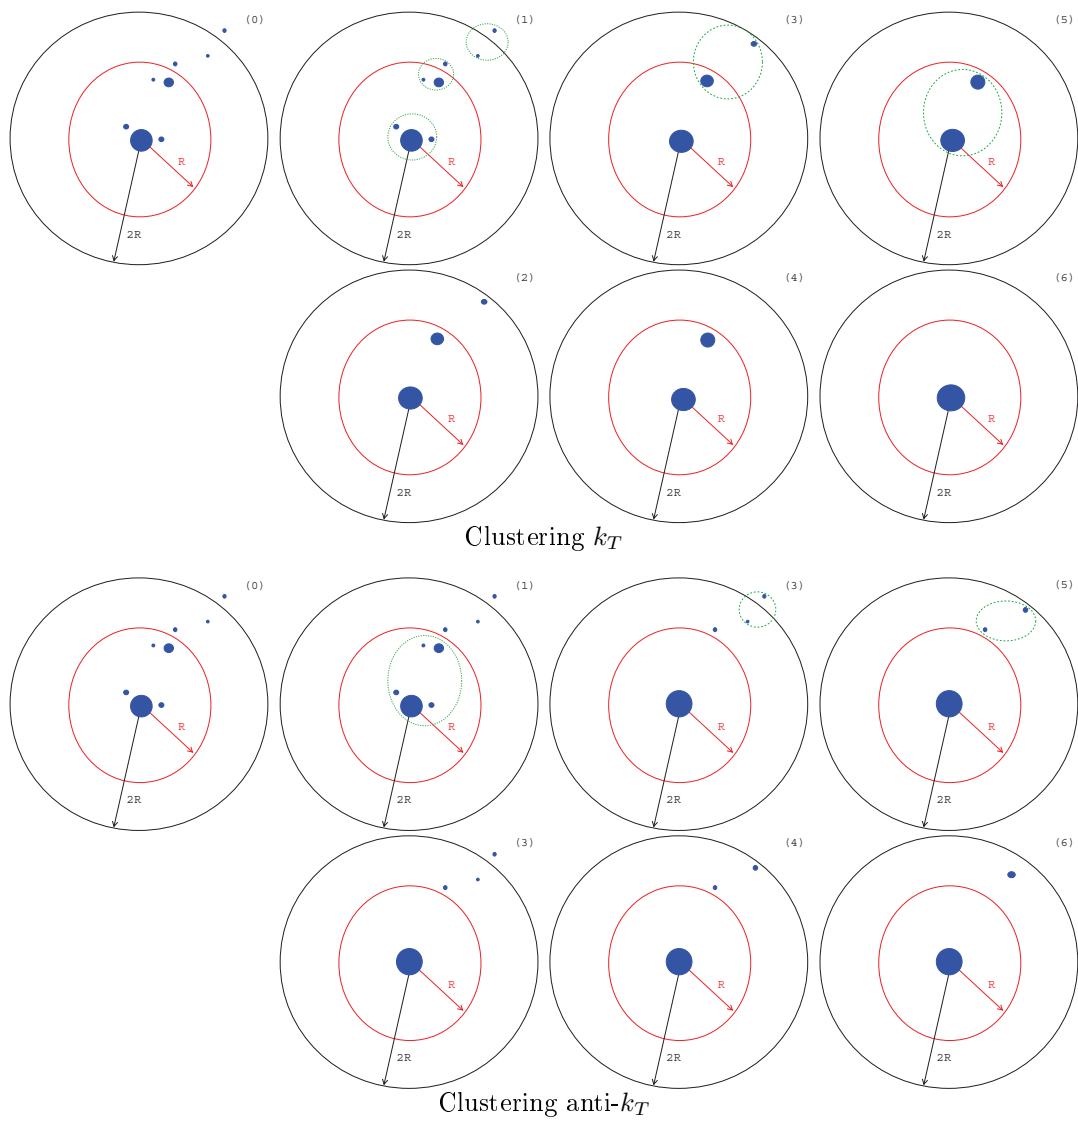 (0) (1) (3) (5)
R R R R
2R 2R 2R 2R
(2) (4) (6)
R R R
2R 2R 2R
Clustering k_T
(0) (1) (3) (5)
R R R R
2R 2R 2R 2R
(3) (4) (6)
R R R
2R 2R 2R
Clustering anti-k_T